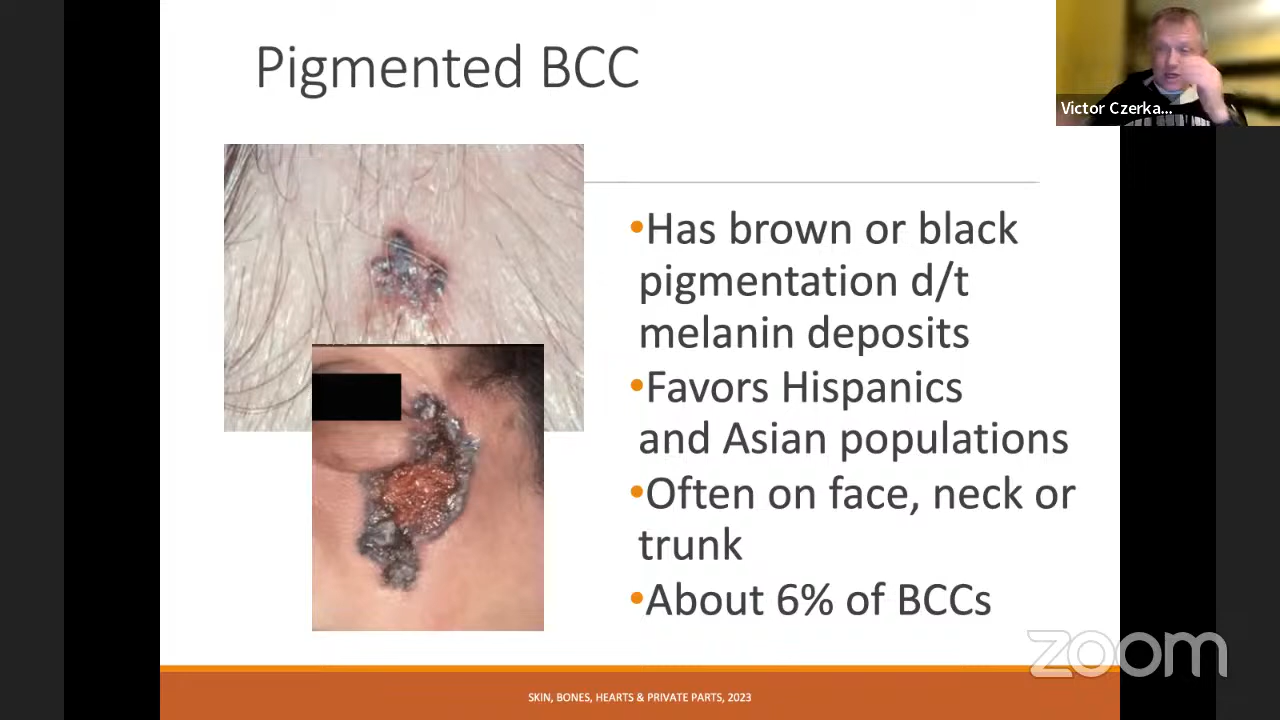 Pigmented BCC
Victor Czerka...
•Has brown or black
pigmentation d/t
melanin deposits
•Favors Hispanics
and Asian populations
•Often on face, neck or
trunk
•About 6% of BCCs
zoom
SKIN, BONES, HEARTS & PRIVATE PARTS, 2023